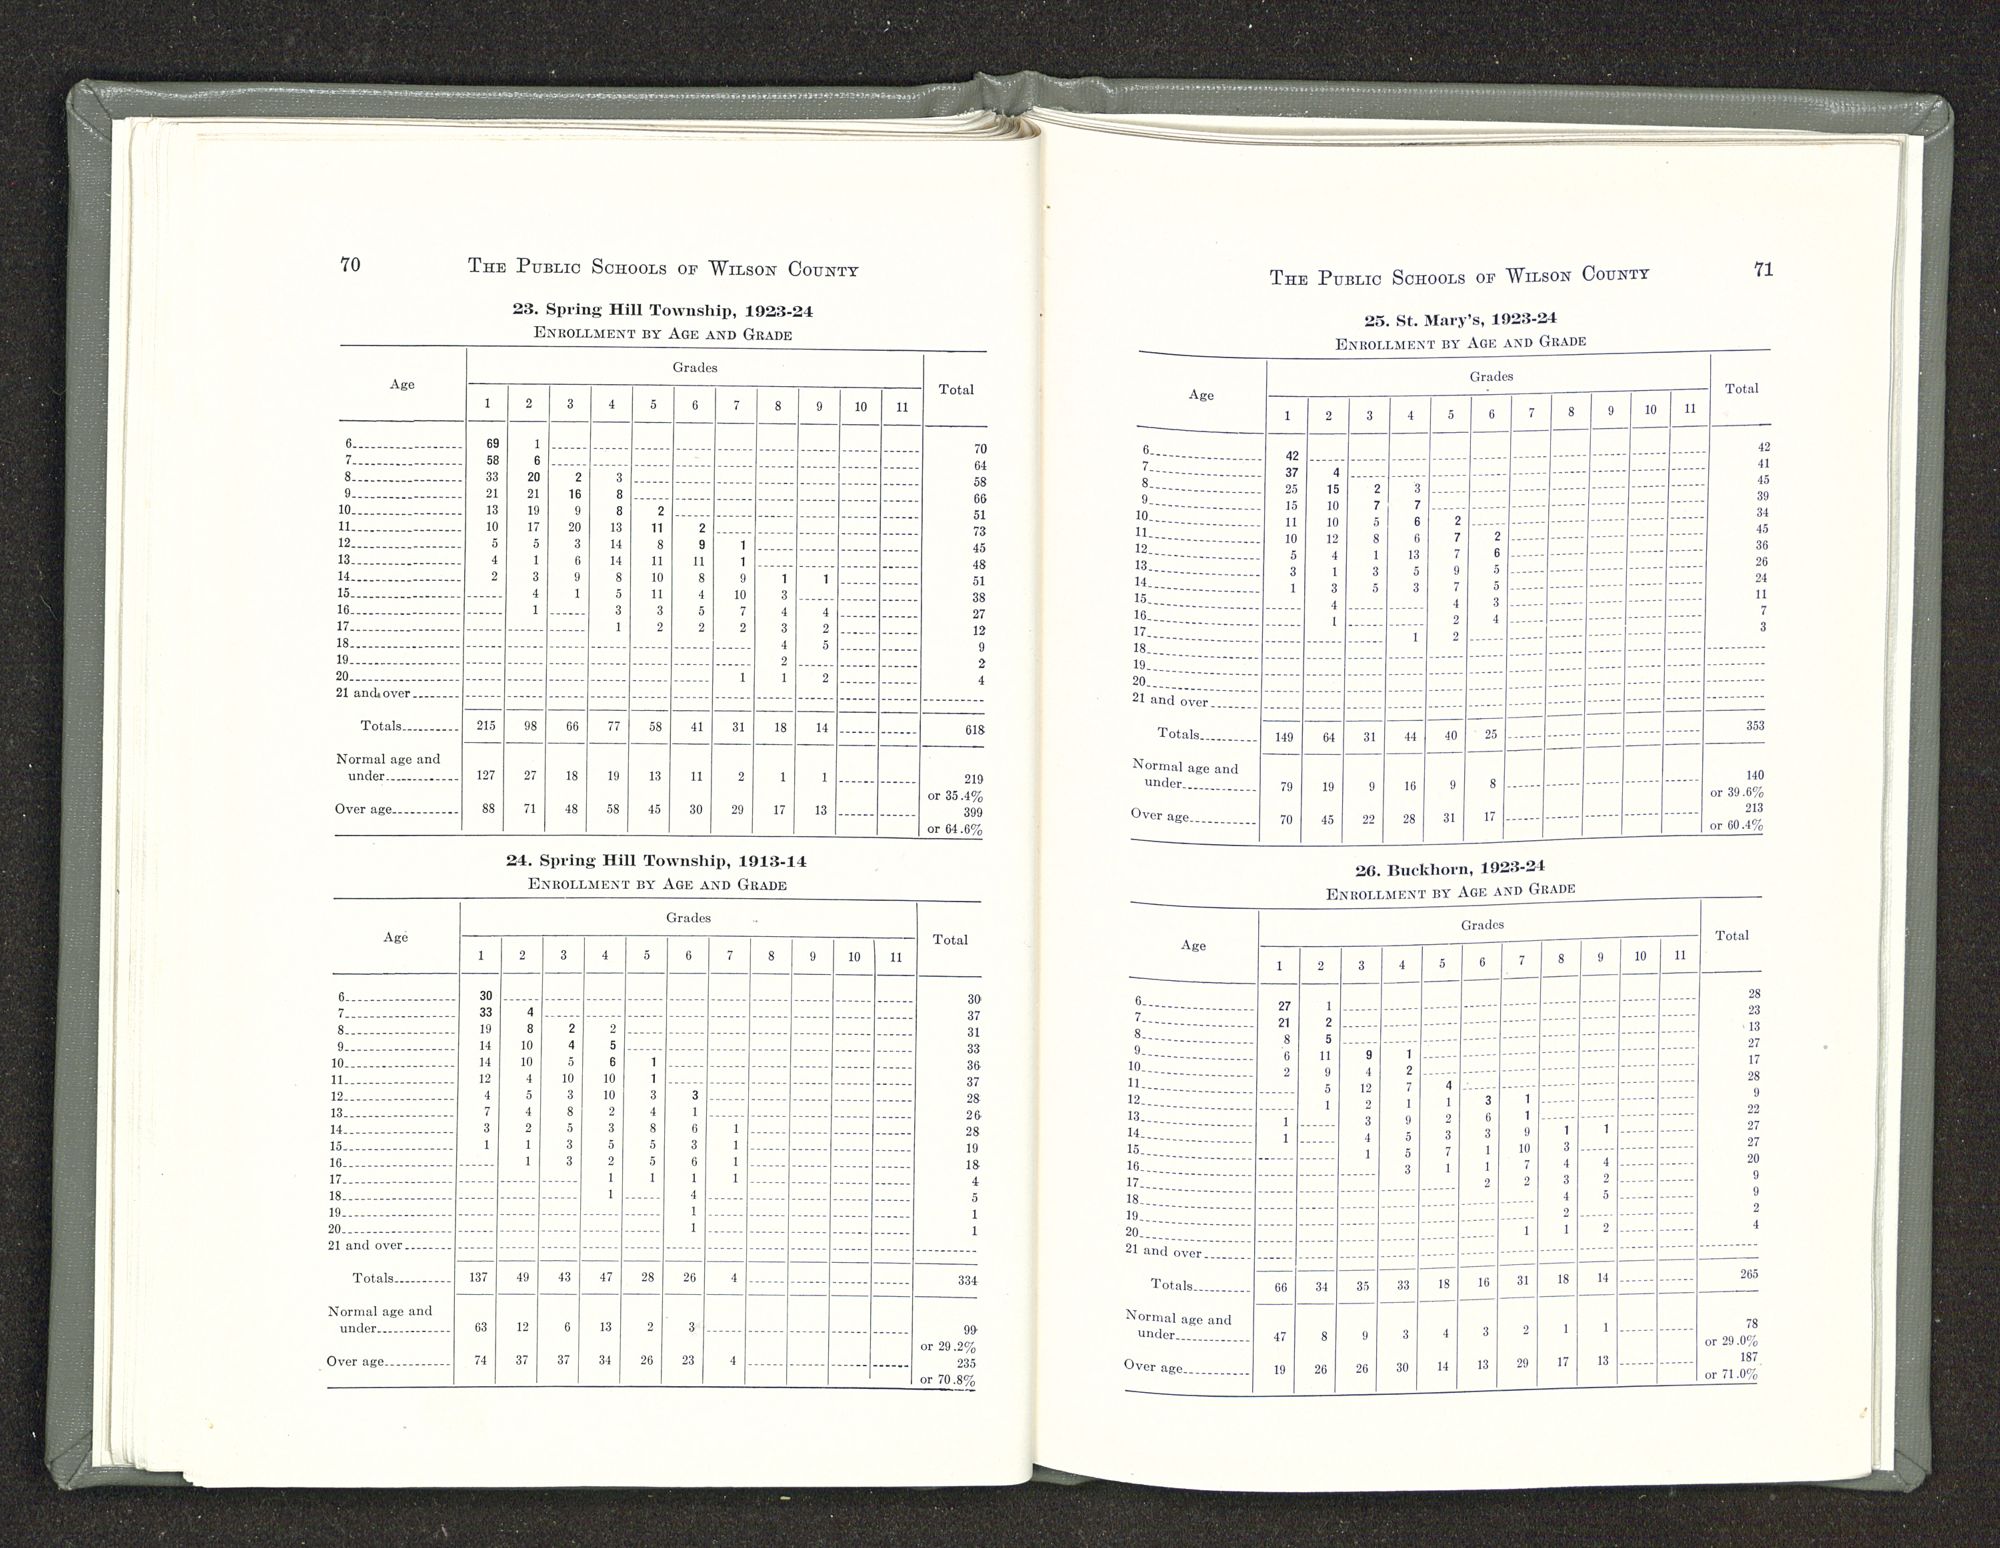 70 THE PUBLIC SCHOOLS OF WILSON COUNTY
23. Spring Hill Township, 1923-24
ENROLLMENT BY AGE AND GRADE
Age Grades Total
1 2 3 4 5 6 7 8 9 10 11
6 69 1 70
7 58 6 64
8 33 20 2 3 58
9 21 21 16 8 66
10 13 19 9 8 2 51
11 10 17 20 13 11 2 73
12 5 5 3 14 8 9 1 45
13 4 1 6 14 11 11 1 48
14 2 3 9 8 10 8 9 1 1 51
15 4 1 5 11 4 10 3 38
16 1 3 3 5 7 4 4 27
17 1 2 2 2 3 2 12
18 4 5 9
19 2 2
20 1 1 2 4
21 and over
Totals 215 98 66 77 58 41 31 18 14 618
Normal age and
under 127 27 18 19 13 11 2 1 1 219
or 35.4%
Over age 88 71 48 58 45 30 29 17 13 399
or 64.6%
24. Spring Hill Township, 1913-14
ENROLLMENT BY AGE AND GRADE
Age Grades Total
1 2 3 4 5 6 7 8 9 10 11
6 30 30
7 33 4 37
8 19 8 2 2 31
9 14 10 4 5 33
10 14 10 5 6 1 36
11 12 4 10 10 1 37
12 4 5 3 10 3 3 28
13 7 4 8 2 4 1 26
14 3 2 5 3 8 6 1 28
15 1 1 3 5 5 3 1 19
16 1 3 2 5 6 1 18
17 1 1 1 1 4
18 1 4 5
19 1 1
20 1 1
21 and over
Totals 137 49 43 47 28 26 4 334
Normal age and
under 63 12 6 13 2 3 99
or 29.2%
Over age 74 37 37 34 26 23 4 235
or 70.8%
THE PUBLIC SCHOOLS OF WILSON COUNTY 71
25. St. Mary's, 1923-24
ENROLLMENT BY AGE AND GRADE
Age Grades Total
1 2 3 4 5 6 7 8 9 10 11
6 42 42
7 37 4 41
8 25 15 2 3 45
9 15 10 7 7 39
10 11 10 5 6 2 34
11 10 12 8 6 7 2 45
12 5 4 1 13 7 6 36
13 3 1 3 5 9 5 26
14 1 3 5 3 7 5 24
15 4 4 3 11
16 1 2 4 7
17 1 2 3
18
19
20
21 and over
Totals 149 64 31 44 40 25 353
Normal age and
under 79 19 9 16 9 8 140
or 39.6%
Over age 70 45 22 28 31 17 213
or 60.4%
26. Buckhorn, 1923-24
ENROLLMENT BY AGE AND GRADE
Age Grades Total
1 2 3 4 5 6 7 8 9 10 11
6 27 1 28
7 21 2 23
8 8 5 13
9 6 11 9 1 27
10 2 9 4 2 17
11 5 12 7 4 28
12 1 2 1 1 3 1 9
13 1 3 9 2 6 1 22
14 1 4 5 3 3 9 1 1 27
15 1 5 7 1 10 3 27
16 3 1 1 7 4 4 20
17 2 2 3 2 9
18 4 5 9
19 2 2
20 1 1 2 4
21 and over
Totals 66 34 35 33 18 16 31 18 14 265
Normal age and
under 47 8 9 3 4 3 2 1 1 78
or 29.0%
Over age 19 26 26 30 14 13 29 17 13 187
or 71.0%